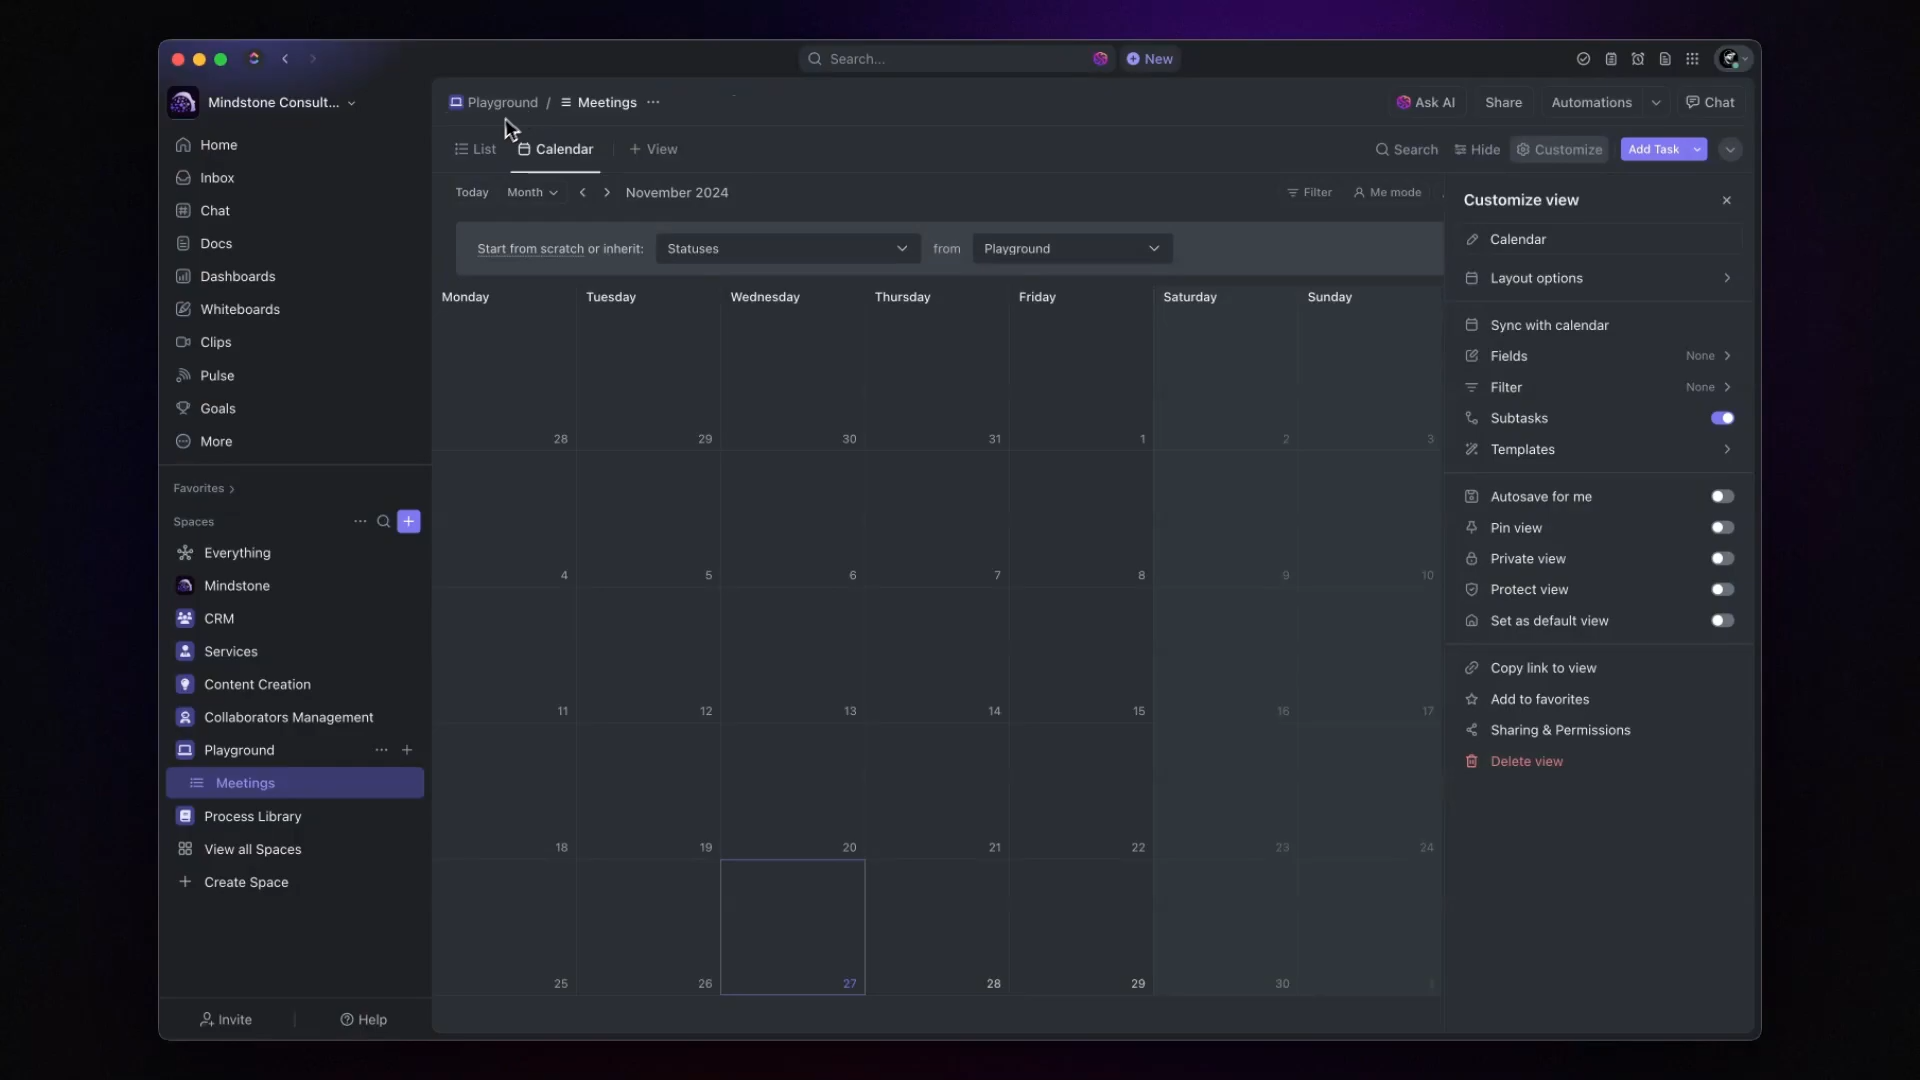 Search...
New
Mindstone Consult...
Playground / Meetings ...
Ask AI
Share
Automations
Chat
Home
Inbox
Chat
Docs
Dashboards
Whiteboards
Clips
Pulse
Goals
More
Favorites
Spaces
Everything
Mindstone
CRM
Services
Content Creation
Collaborators Management
Playground
Meetings
Process Library
View all Spaces
Create Space
Invite
Help
List
Calendar
+ View
Search
Hide
Customize
Add Task
Today
Month
November 2024
Filter
Me mode
Start from scratch or inherit:
Statuses
from
Playground
Monday Tuesday Wednesday Thursday Friday Saturday Sunday
28 29 30 31 1 2 3
4 5 6 7 8 9 10
11 12 13 14 15 16 17
18 19 20 21 22 23 24
25 26 27 28 29 30
Customize view
Calendar
Layout options
Sync with calendar
Fields None
Filter None
Subtasks
Templates
Autosave for me
Pin view
Private view
Protect view
Set as default view
Copy link to view
Add to favorites
Sharing & Permissions
Delete view